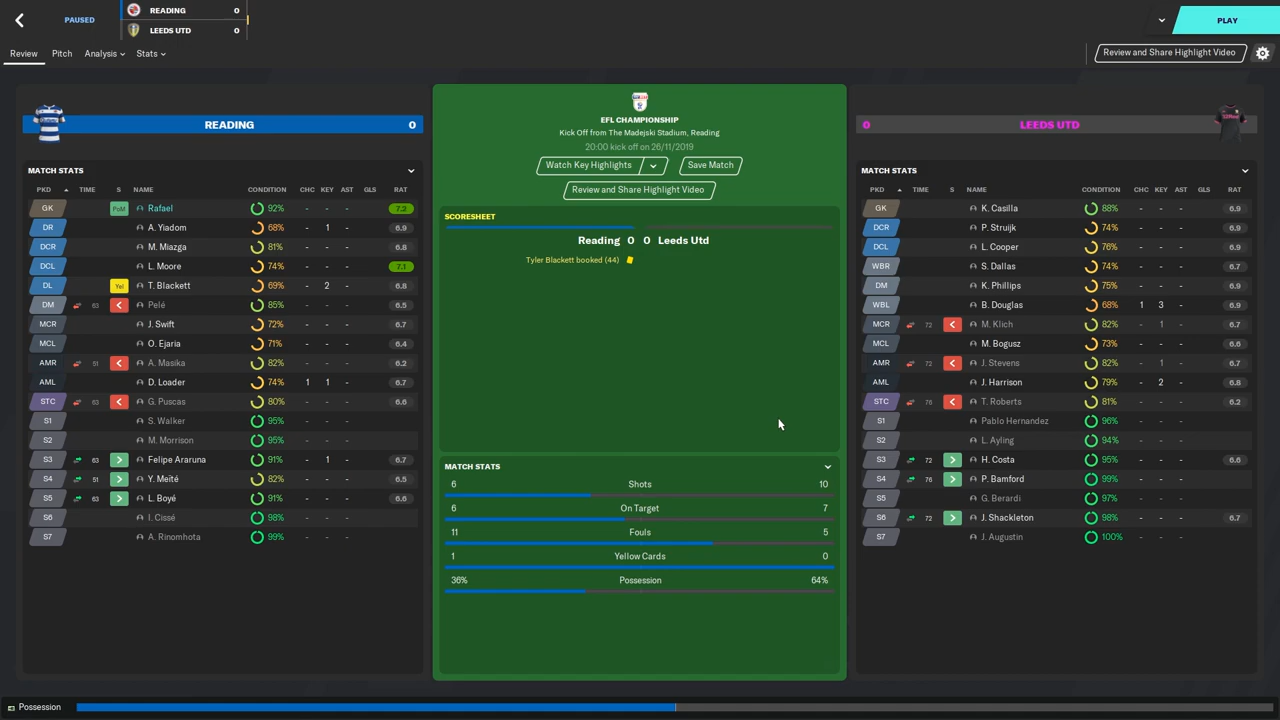 PAUSED
READING 0
LEEDS UTD 0
PLAY
Review Pitch Analysis Stats
Review and Share Highlight Video
READING 0
MATCH STATS
PKD TIME S NAME CONDITION CHC KEY AST GLS RAT
GK PoM Rafael 92% - - - 7.2
DR A. Yiadom 68% - 1 - 6.9
DCR M. Miazga 81% - - - 6.8
DCL L. Moore 74% - - - 7.1
DL Yel T. Blackett 69% - 2 - 6.8
DM 63 Pelé 85% - - - 6.5
MCR J. Swift 72% - - - 6.7
MCL O. Ejaria 71% - - - 6.4
AMR 51 A. Masika 82% - - - 6.2
AML D. Loader 74% 1 1 - 6.7
STC 63 G. Puscas 80% - - - 6.6
S1 S. Walker 95% - - -
S2 M. Morrison 95% - - -
S3 63 Felipe Araruna 91% - 1 - 6.7
S4 51 Y. Meïté 82% - - - 6.5
S5 63 L. Boyé 91% - - - 6.6
S6 I. Cissé 98% - - -
S7 A. Rinomhota 99% - - -
EFL CHAMPIONSHIP
Kick Off from The Madejski Stadium, Reading
20:00 kick off on 26/11/2019
Watch Key Highlights Save Match
Review and Share Highlight Video
SCORESHEET
Reading 0 0 Leeds Utd
Tyler Blackett booked (44)
MATCH STATS
6 Shots 10
6 On Target 7
11 Fouls 5
1 Yellow Cards 0
36% Possession 64%
0 LEEDS UTD
MATCH STATS
PKD TIME S NAME CONDITION CHC KEY AST GLS RAT
GK K. Casilla 88% - - - 6.9
DCR P. Struijk 74% - - - 6.9
DCL L. Cooper 76% - - - 6.9
WBR S. Dallas 74% - - - 6.7
DM K. Phillips 75% - - - 6.9
WBL B. Douglas 68% 1 3 - 6.9
MCR 72 M. Klich 82% - 1 - 6.7
MCL M. Bogusz 73% - - - 6.6
AMR 72 J. Stevens 82% - 1 - 6.7
AML J. Harrison 79% - 2 - 6.8
STC 76 T. Roberts 81% - - - 6.2
S1 Pablo Hernandez 96% - - -
S2 L. Ayling 94% - - -
S3 72 H. Costa 95% - - - 6.6
S4 76 P. Bamford 99% - - -
S5 G. Berardi 97% - - -
S6 72 J. Shackleton 98% - - - 6.7
S7 J. Augustin 100% - - -
Possession